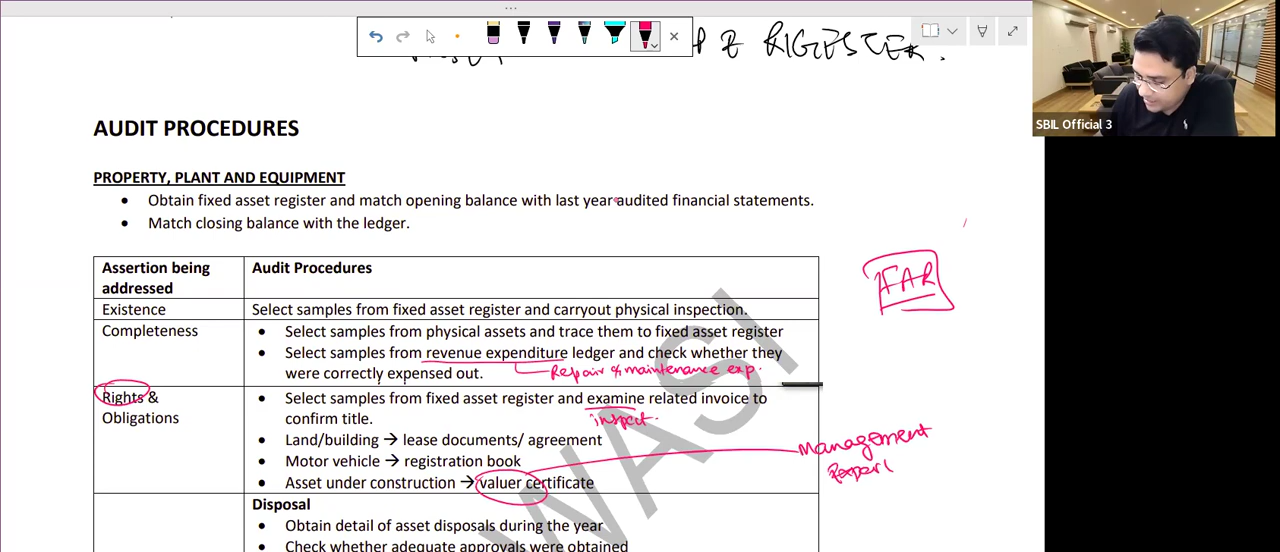 P E RIGESTER.
SBIL Official 3
AUDIT PROCEDURES
PROPERTY, PLANT AND EQUIPMENT
• Obtain fixed asset register and match opening balance with last year audited financial statements.
• Match closing balance with the ledger.
FAR
Assertion being addressed
Audit Procedures
Existence
Select samples from fixed asset register and carryout physical inspection.
Completeness
• Select samples from physical assets and trace them to fixed asset register
• Select samples from revenue expenditure ledger and check whether they
were correctly expensed out.
Repair & maintenance exp.
Rights &
Obligations
• Select samples from fixed asset register and examine related invoice to
confirm title.
inspect.
• Land/building → lease documents/ agreement
• Motor vehicle → registration book
• Asset under construction → valuer certificate
Management
Expert
Disposal
• Obtain detail of asset disposals during the year
• Check whether adequate approvals were obtained
WASI